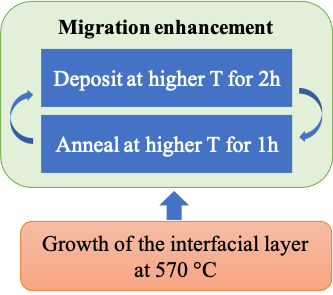 Migration enhancement
Deposit at higher T for 2h
Anneal at higher T for 1h
Growth of the interfacial layer
at 570 °C